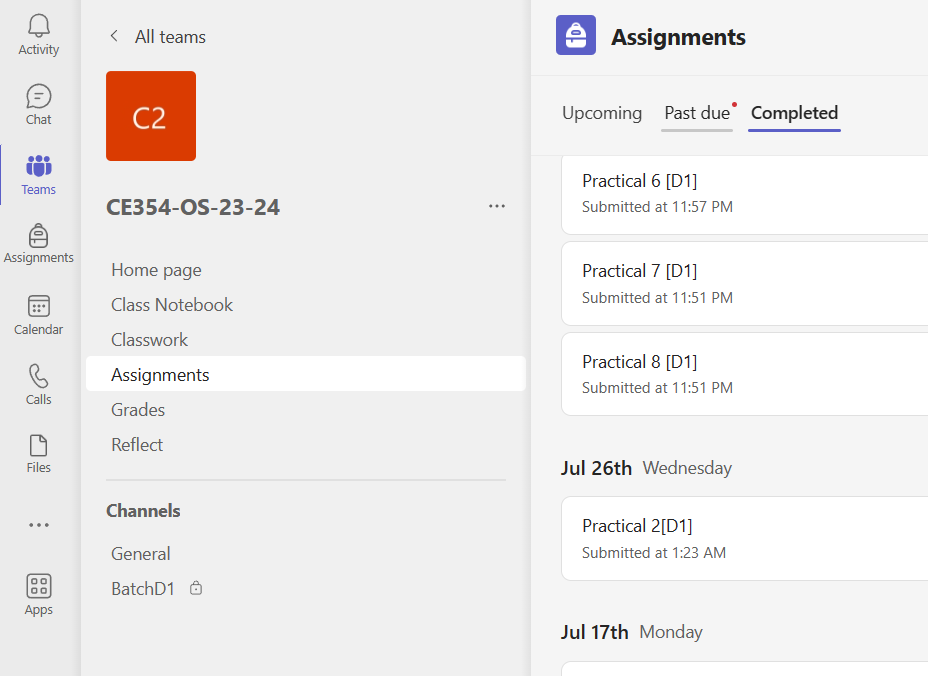 Activity
Chat
Teams
Assignments
Calendar
Calls
Files
Apps
All teams
C2
CE354-OS-23-24
Home page
Class Notebook
Classwork
Assignments
Grades
Reflect
Channels
General
BatchD1
Assignments
Upcoming Past due Completed
Practical 6 [D1]
Submitted at 11:57 PM
Practical 7 [D1]
Submitted at 11:51 PM
Practical 8 [D1]
Submitted at 11:51 PM
Jul 26th Wednesday
Practical 2[D1]
Submitted at 1:23 AM
Jul 17th Monday